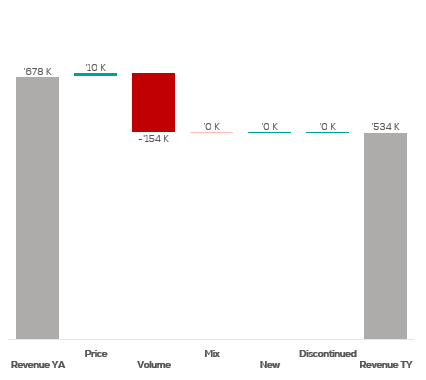 '678 K
'10 K
-'154 K
'0 K
'0 K
'0 K
'534 K
Revenue YA
Price
Volume
Mix
New
Discontinued
Revenue TY